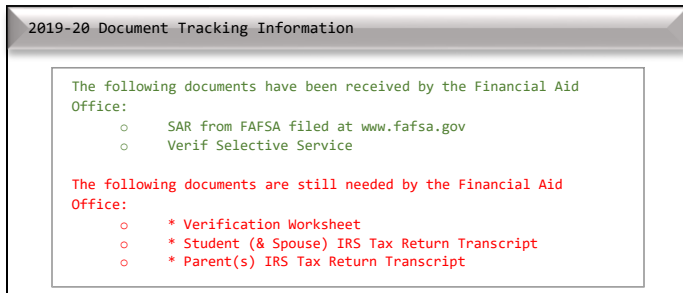 2019-20 Document Tracking Information
The following documents have been received by the Financial Aid
Office:
o SAR from FAFSA filed at www.fafsa.gov
o Verif Selective Service
The following documents are still needed by the Financial Aid
Office:
o * Verification Worksheet
o * Student (& Spouse) IRS Tax Return Transcript
o * Parent(s) IRS Tax Return Transcript